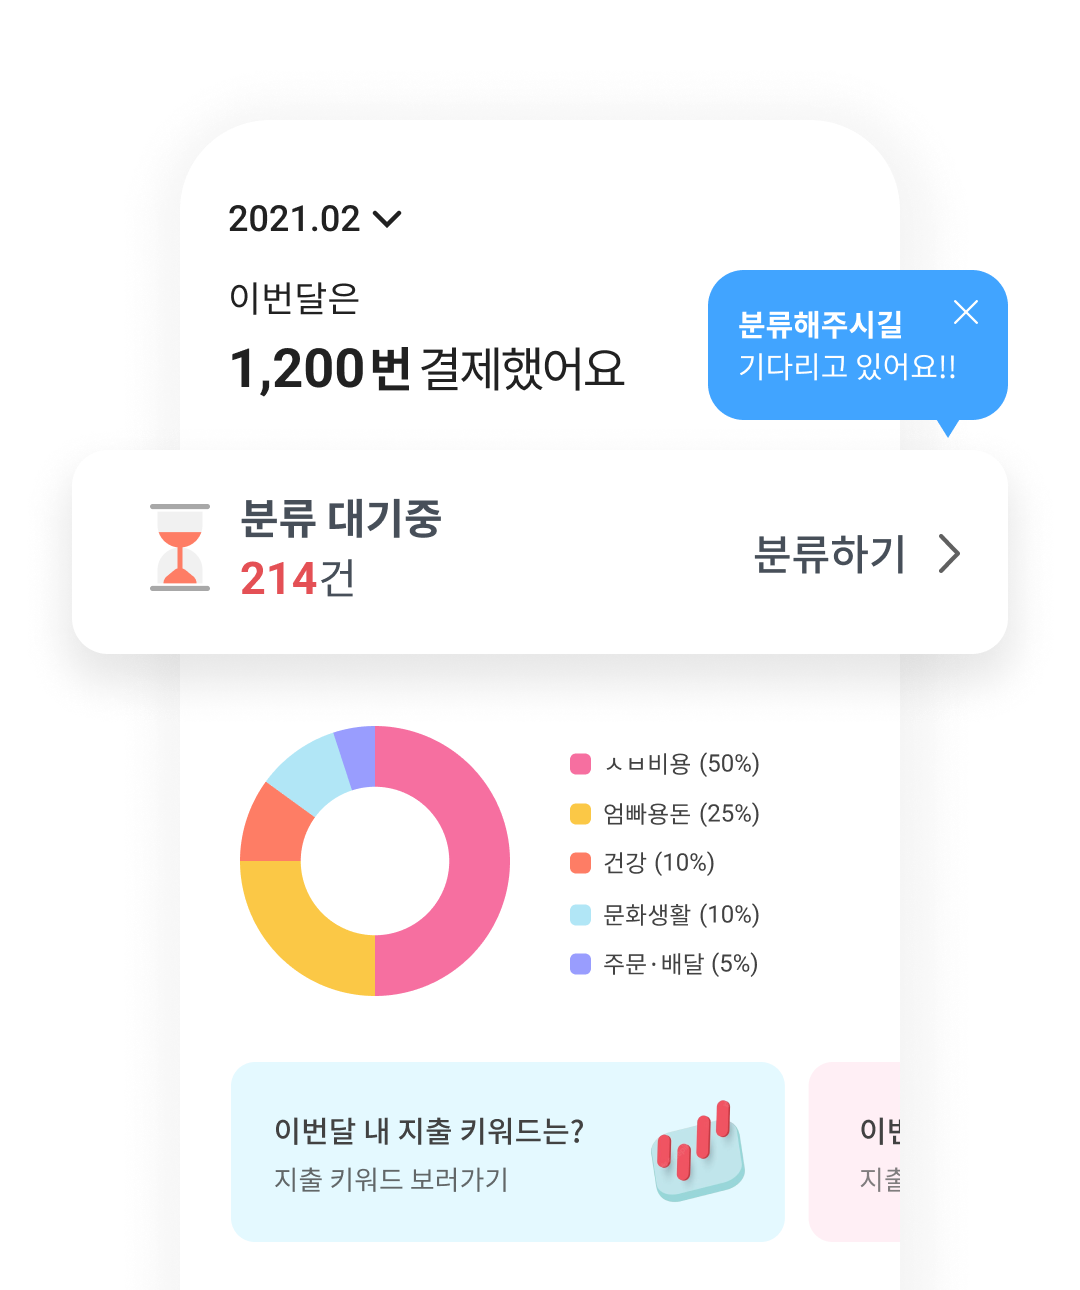 2021.02
이번달은
1,200번 결제했어요
분류해주시길
기다리고 있어요!!
분류 대기중
214건
분류하기
ㅅㅂ비용 (50%)
엄빠용돈 (25%)
건강 (10%)
문화생활 (10%)
주문·배달 (5%)
이번달 내 지출 키워드는?
지출 키워드 보러가기
이번
지출